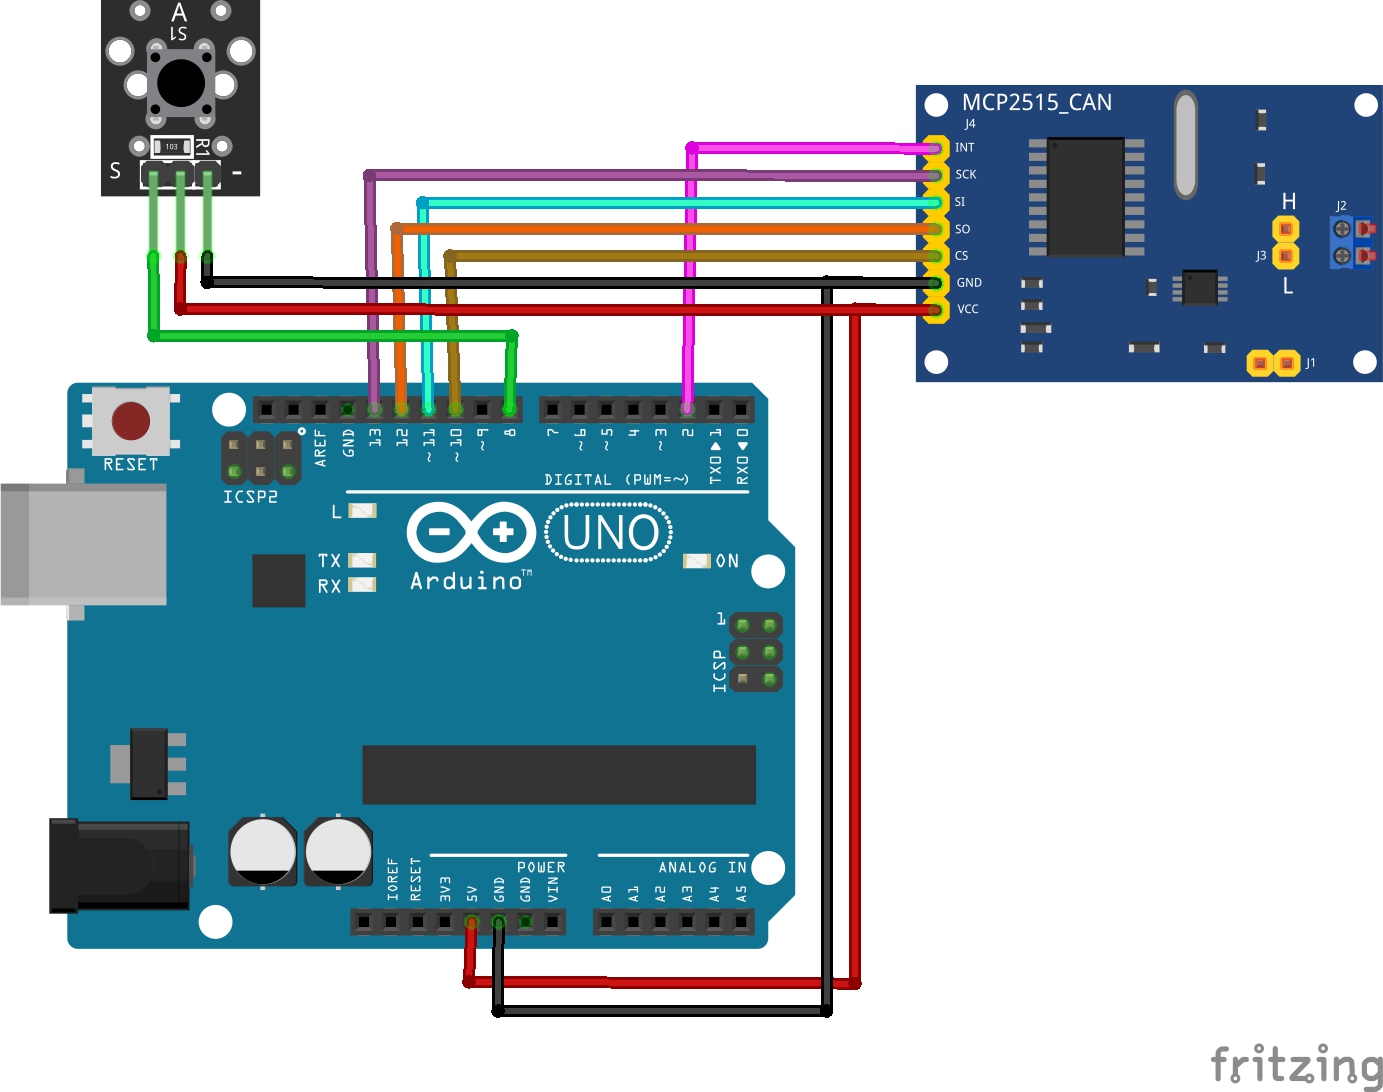 A
S1
103
R1
S
-
MCP2515_CAN
J4
INT
SCK
SI
SO
CS
GND
VCC
H
J2
J3
L
J1
RESET
ICSP2
AREF
GND
13
12
~11
~10
~9
8
7
~6
~5
4
~3
2
TX0▶1
RX0◀0
DIGITAL (PWM=~)
L
TX
RX
UNO
Arduino™
ON
1
ICSP
IOREF
RESET
3V3
5V
GND
GND
VIN
POWER
ANALOG IN
A0
A1
A2
A3
A4
A5
fritzing